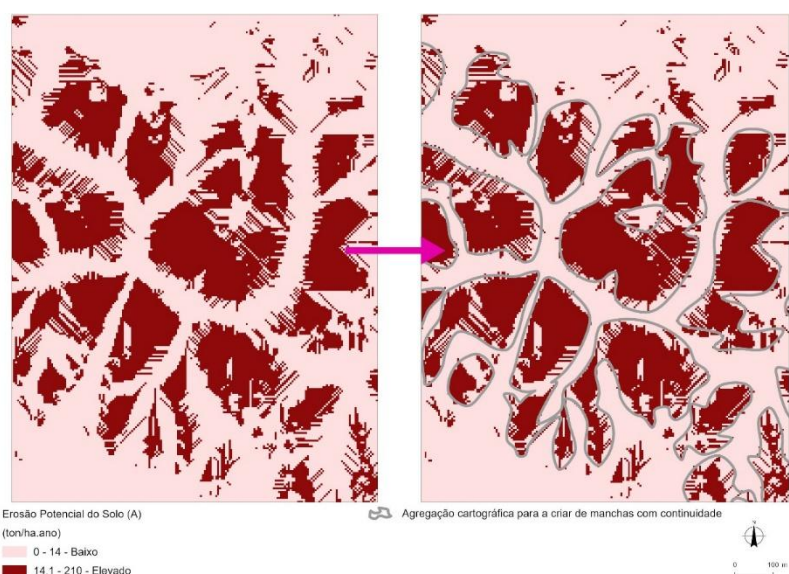 Erosão Potencial do Solo (A)
(ton/ha.ano)
0 - 14 - Baixo
14.1 - 210 - Elevado
Agregação cartográfica para a criar de manchas com continuidade
N
0 100 m